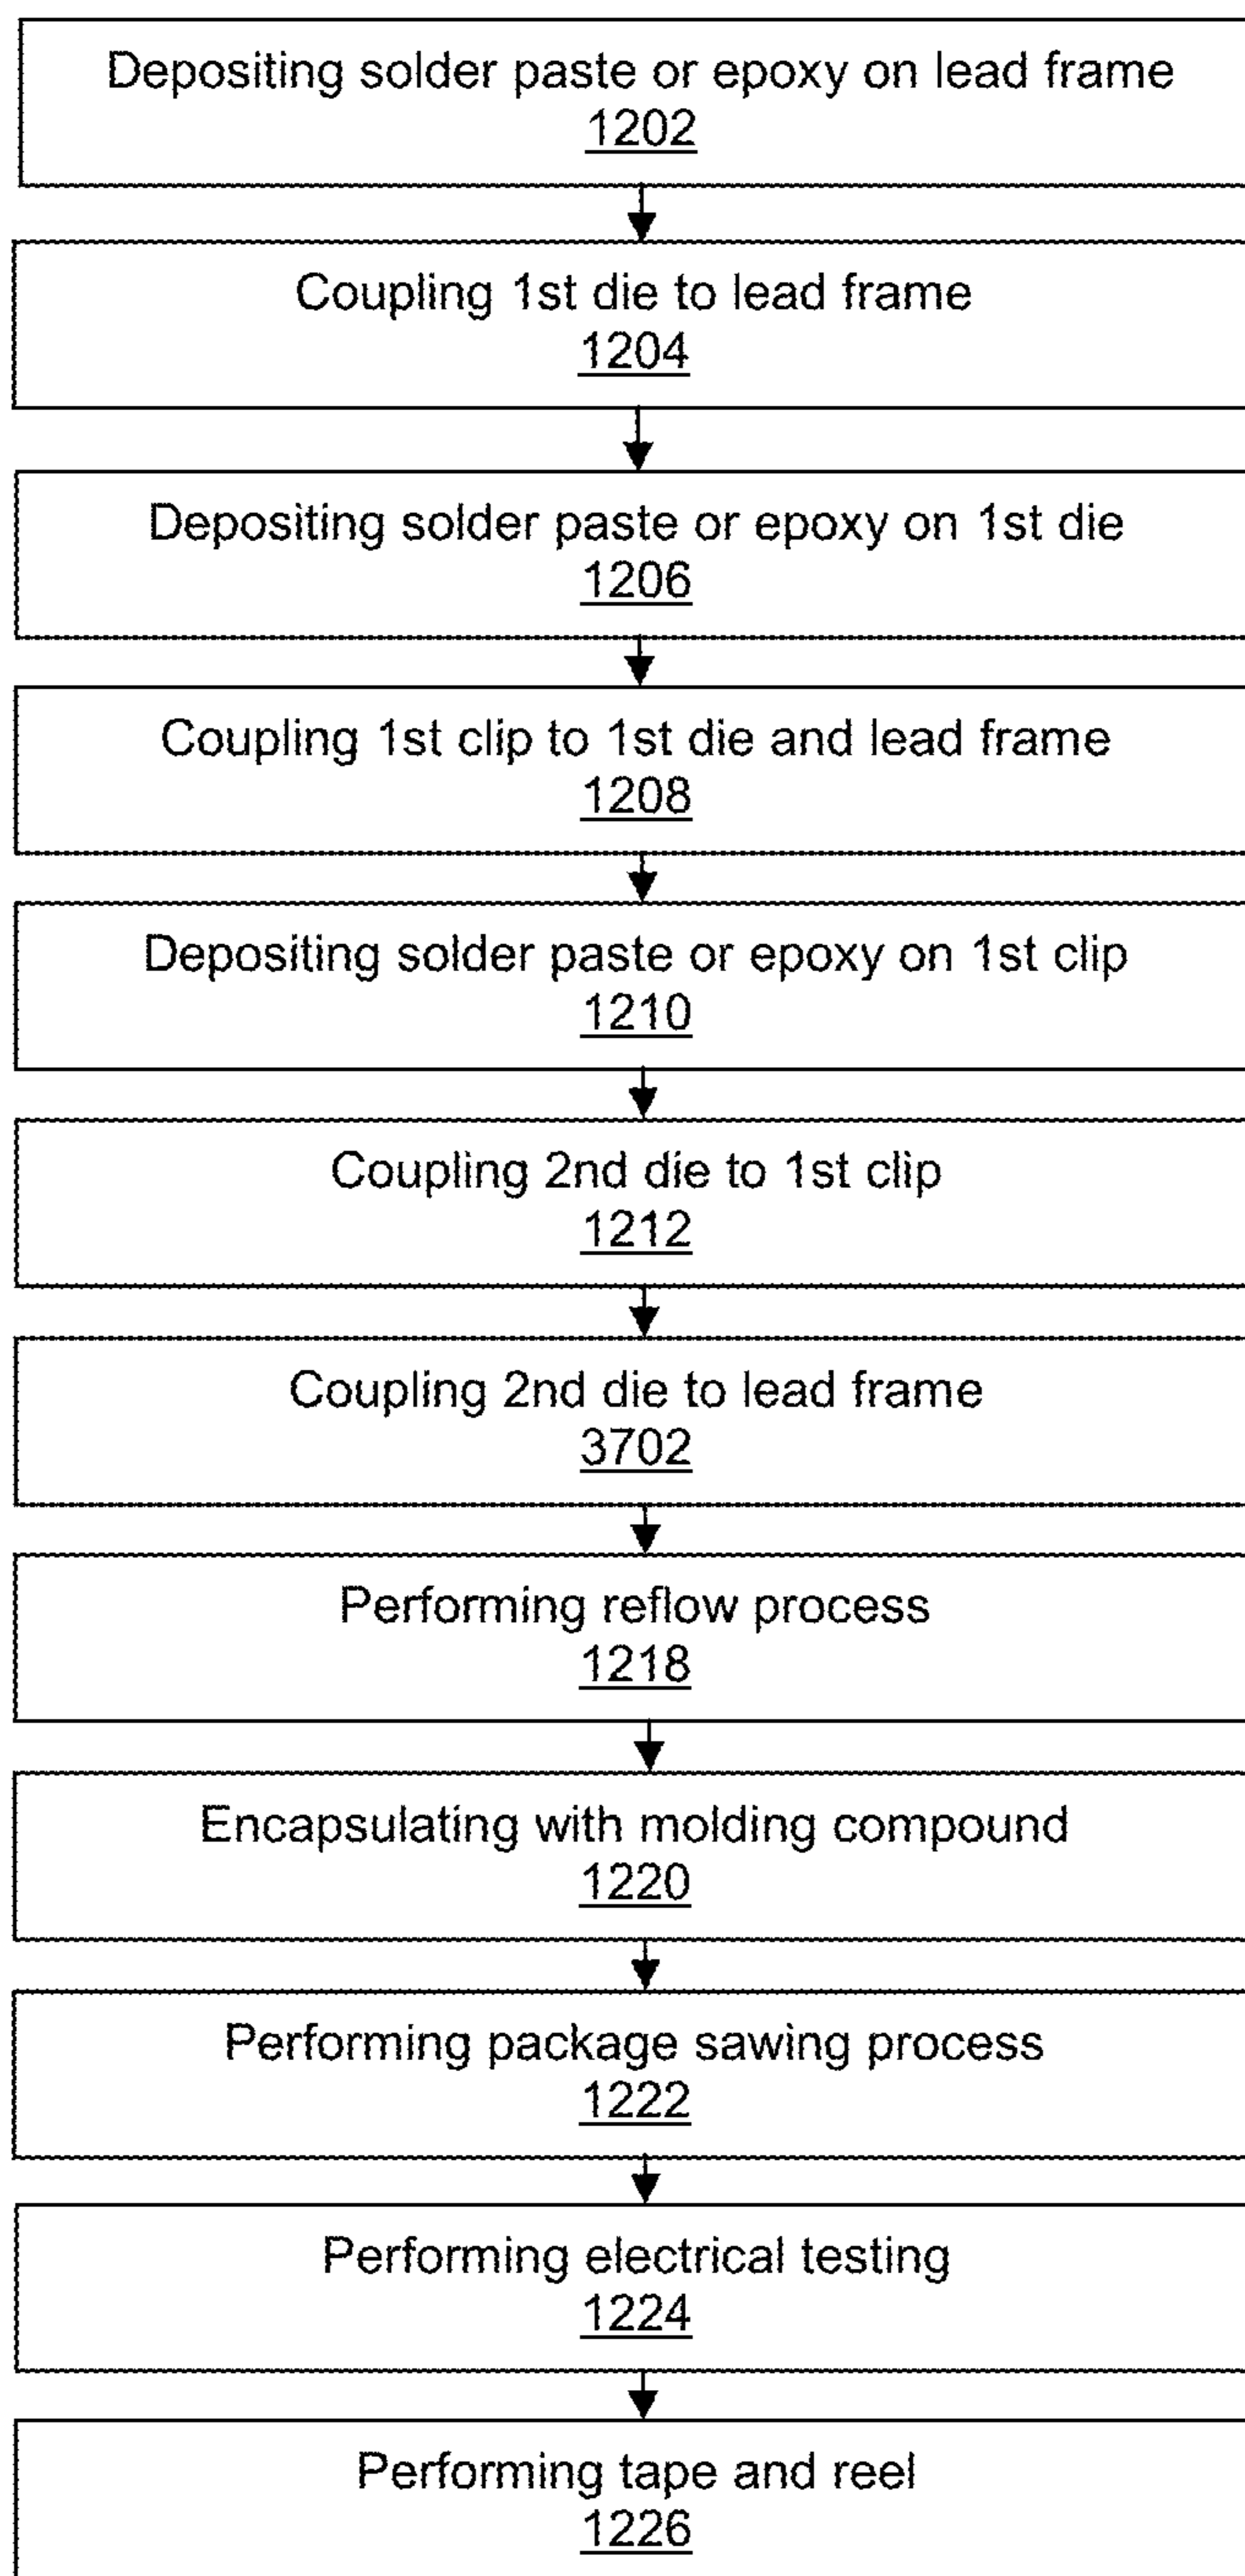 Depositing solder paste or epoxy on lead frame
1202
Coupling 1st die to lead frame
1204
Depositing solder paste or epoxy on 1st die
1206
Coupling 1st clip to 1st die and lead frame
1208
Depositing solder paste or epoxy on 1st clip
1210
Coupling 2nd die to 1st clip
1212
Coupling 2nd die to lead frame
3702
Performing reflow process
1218
Encapsulating with molding compound
1220
Performing package sawing process
1222
Performing electrical testing
1224
Performing tape and reel
1226